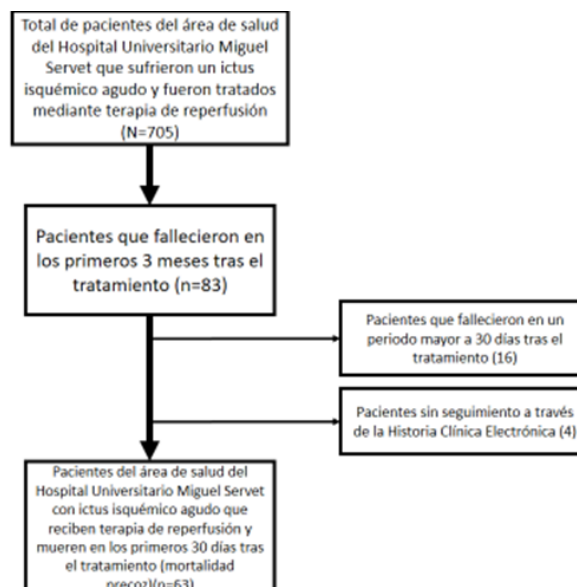 Total de pacientes del área de salud
del Hospital Universitario Miguel
Servet que sufrieron un ictus
isquémico agudo y fueron tratados
mediante terapia de reperfusión
(N=705)
Pacientes que fallecieron en
los primeros 3 meses tras el
tratamiento (n=83)
Pacientes que fallecieron en un
periodo mayor a 30 días tras el
tratamiento (16)
Pacientes sin seguimiento a través
de la Historia Clínica Electrónica (4)
Pacientes del área de salud del
Hospital Universitario Miguel Servet
con ictus isquémico agudo que
reciben terapia de reperfusión y
mueren en los primeros 30 días tras
el tratamiento (mortalidad
precoz)(n=63)